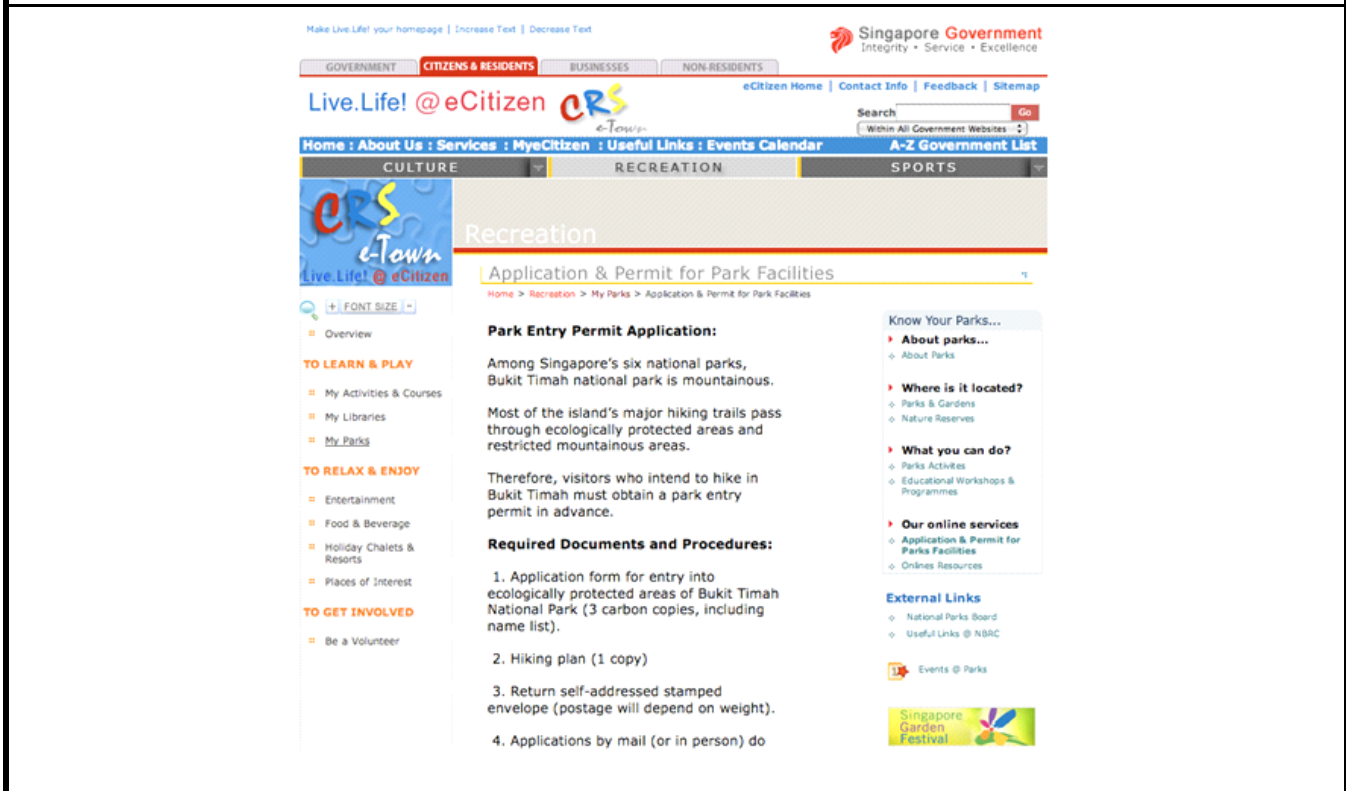 Make Live.Life! your homepage | Increase Text | Decrease Text
Singapore Government
Integrity • Service • Excellence
GOVERNMENT
CITIZENS & RESIDENTS
BUSINESSES
NON-RESIDENTS
eCitizen Home | Contact Info | Feedback | Sitemap
Live.Life! @ eCitizen
CRS
e-Town
Search
Go
Within All Government Websites
Home : About Us : Services : MyeCitizen : Useful Links : Events Calendar
A-Z Government List
CULTURE
RECREATION
SPORTS
CRS
e-Town
Live.Life! @ eCitizen
Recreation
Application & Permit for Park Facilities
Home > Recreation > My Parks > Application & Permit for Park Facilities
+ FONT SIZE -
Overview
TO LEARN & PLAY
My Activities & Courses
My Libraries
My Parks
TO RELAX & ENJOY
Entertainment
Food & Beverage
Holiday Chalets &
Resorts
Places of Interest
TO GET INVOLVED
Be a Volunteer
Park Entry Permit Application:
Among Singapore's six national parks,
Bukit Timah national park is mountainous.
Most of the island's major hiking trails pass
through ecologically protected areas and
restricted mountainous areas.
Therefore, visitors who intend to hike in
Bukit Timah must obtain a park entry
permit in advance.
Required Documents and Procedures:
1. Application form for entry into
ecologically protected areas of Bukit Timah
National Park (3 carbon copies, including
name list).
2. Hiking plan (1 copy)
3. Return self-addressed stamped
envelope (postage will depend on weight).
4. Applications by mail (or in person) do
Know Your Parks...
About parks...
About Parks
Where is it located?
Parks & Gardens
Nature Reserves
What you can do?
Parks Activites
Educational Workshops &
Programmes
Our online services
Application & Permit for
Parks Facilities
Onlines Resources
External Links
National Parks Board
Useful Links @ NBRC
Events @ Parks
Singapore
Garden
Festival